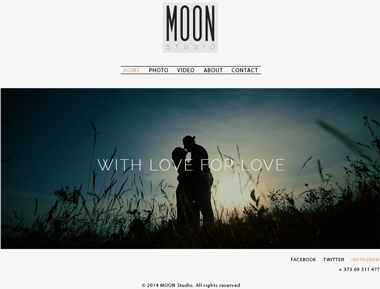 MOON
STUDIO
HOME PHOTO VIDEO ABOUT CONTACT
WITH LOVE FOR LOVE
FACEBOOK TWITTER INSTAGRAM
+ 373 69 311 477
© 2014 MOON Studio. All rights reserved